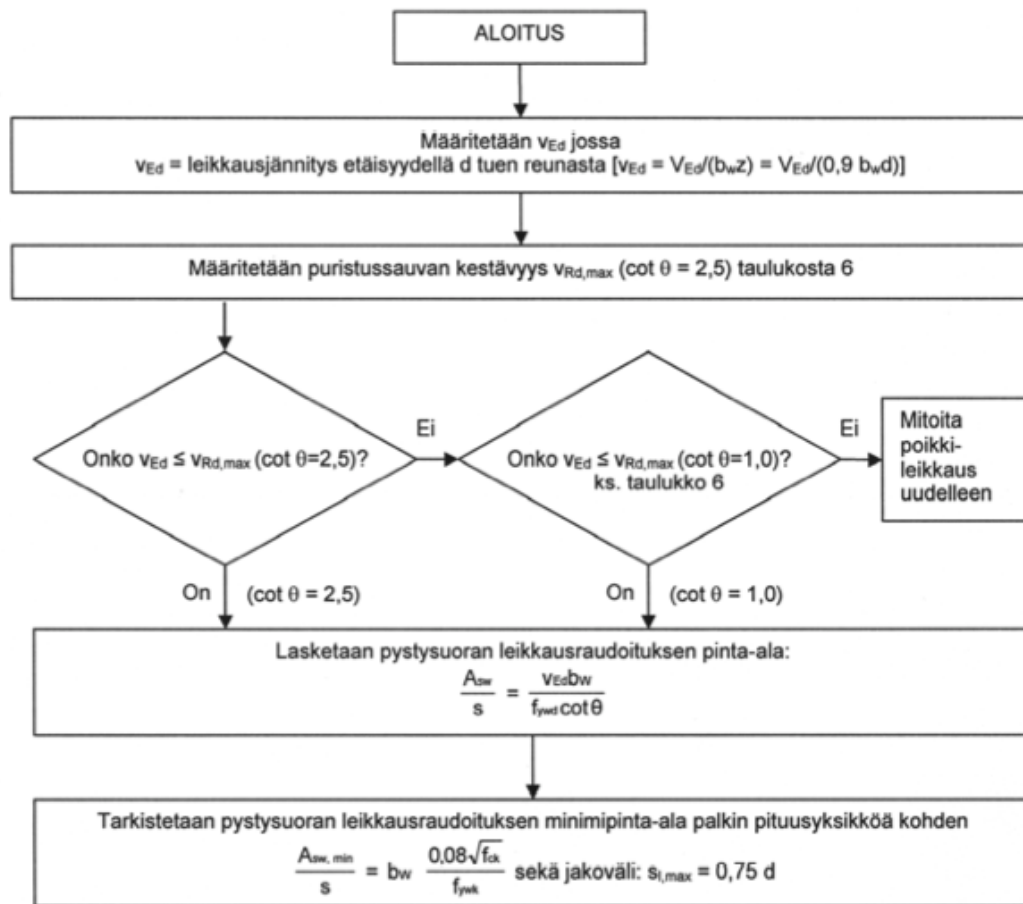 ALOITUS
Määritetään vEd jossa
vEd = leikkausjännitys etäisyydellä d tuen reunasta [vEd = VEd/(bwz) = VEd/(0,9 bwd)]
Määritetään puristussauvan kestävyys vRd,max (cot θ = 2,5) taulukosta 6
Onko vEd ≤ vRd,max (cot θ=2,5)?
Ei
Onko vEd ≤ vRd,max (cot θ=1,0)?
ks. taulukko 6
Ei
Mitoita
poikki-
leikkaus
uudelleen
On (cot θ = 2,5)
On (cot θ = 1,0)
Lasketaan pystysuoran leikkausraudoituksen pinta-ala:
Asw/s = vEdbw/(fywd cot θ)
Tarkistetaan pystysuoran leikkausraudoituksen minimipinta-ala palkin pituusyksikköä kohden
Asw, min/s = bw 0,08√fck/fywk sekä jakoväli: sl,max = 0,75 d